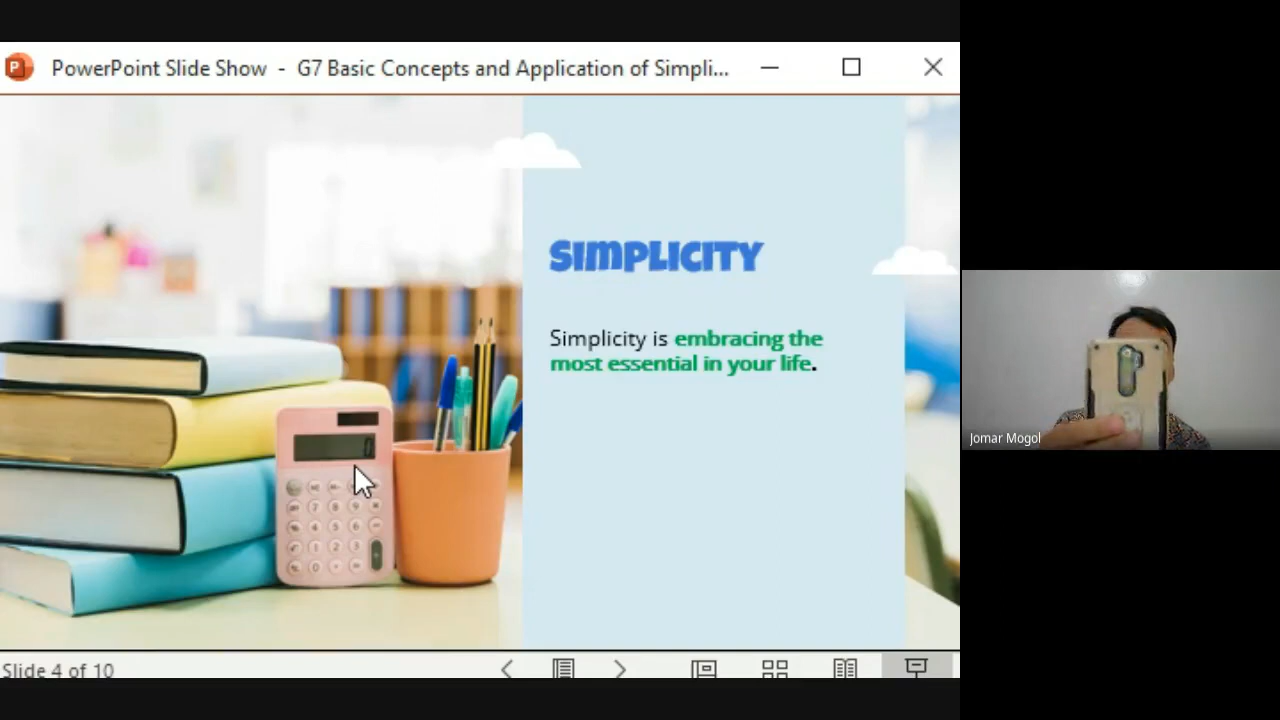 PowerPoint Slide Show - G7 Basic Concepts and Application of Simpli...
SIMPLICITY
Simplicity is embracing the
most essential in your life.
Jomar Mogol
Slide 4 of 10